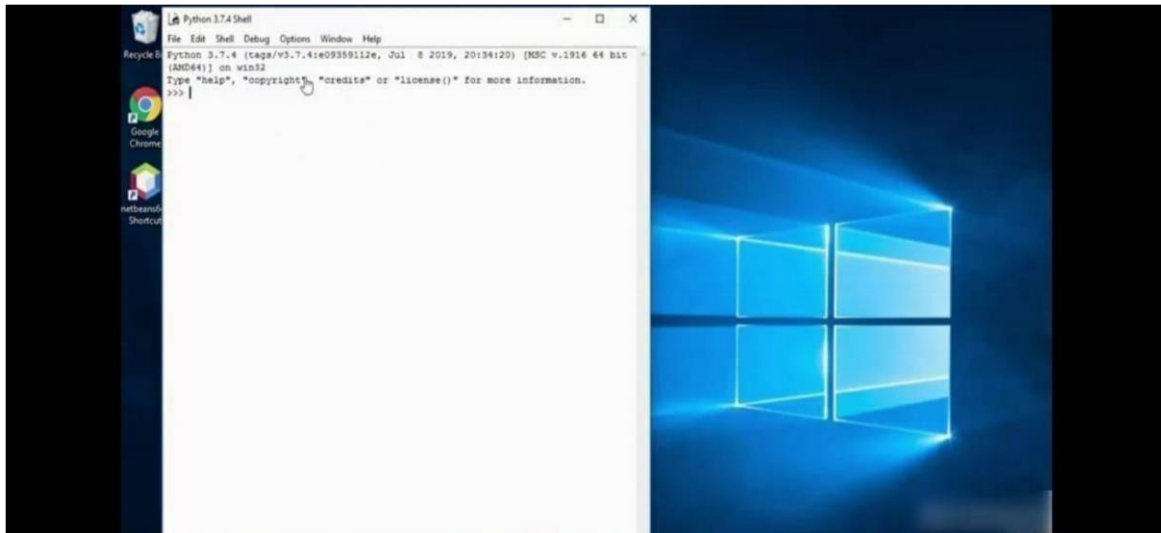 Recycle B
Google
Chrome
netbeans6
Shortcut
Python 3.7.4 Shell
File Edit Shell Debug Options Window Help
Python 3.7.4 (tags/v3.7.4:e09359112e, Jul 8 2019, 20:34:20) [MSC v.1916 64 bit
(AMD64)] on win32
Type "help", "copyright", "credits" or "license()" for more information.
>>>